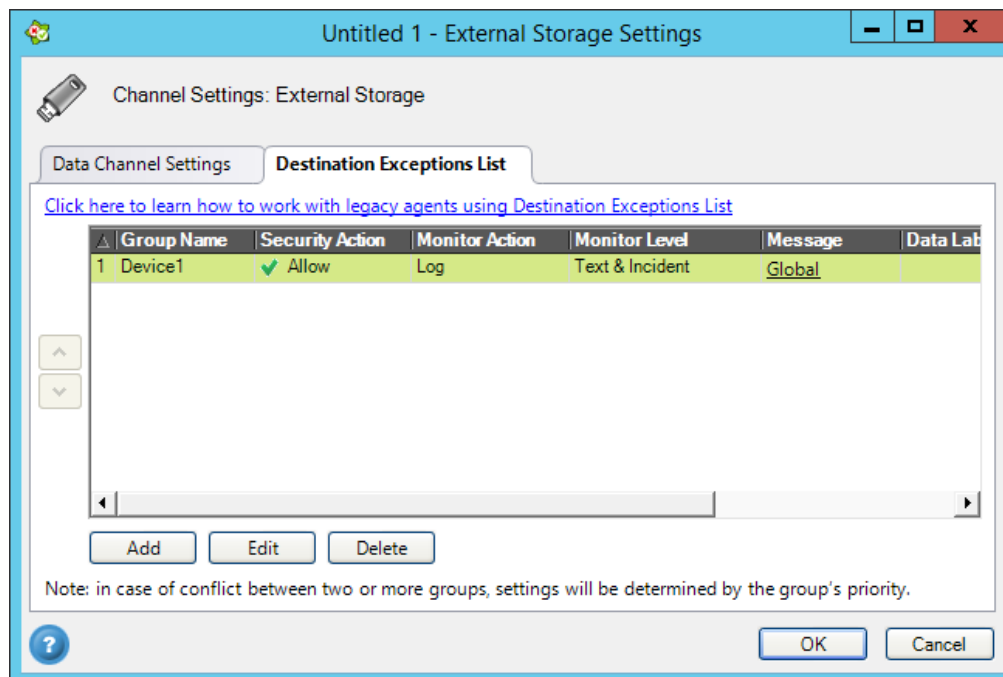 Untitled 1 - External Storage Settings
Channel Settings: External Storage
Data Channel Settings
Destination Exceptions List
Click here to learn how to work with legacy agents using Destination Exceptions List
Group Name Security Action Monitor Action Monitor Level Message Data Lab
1 Device1 Allow Log Text & Incident Global
Add Edit Delete
Note: in case of conflict between two or more groups, settings will be determined by the group's priority.
? OK Cancel